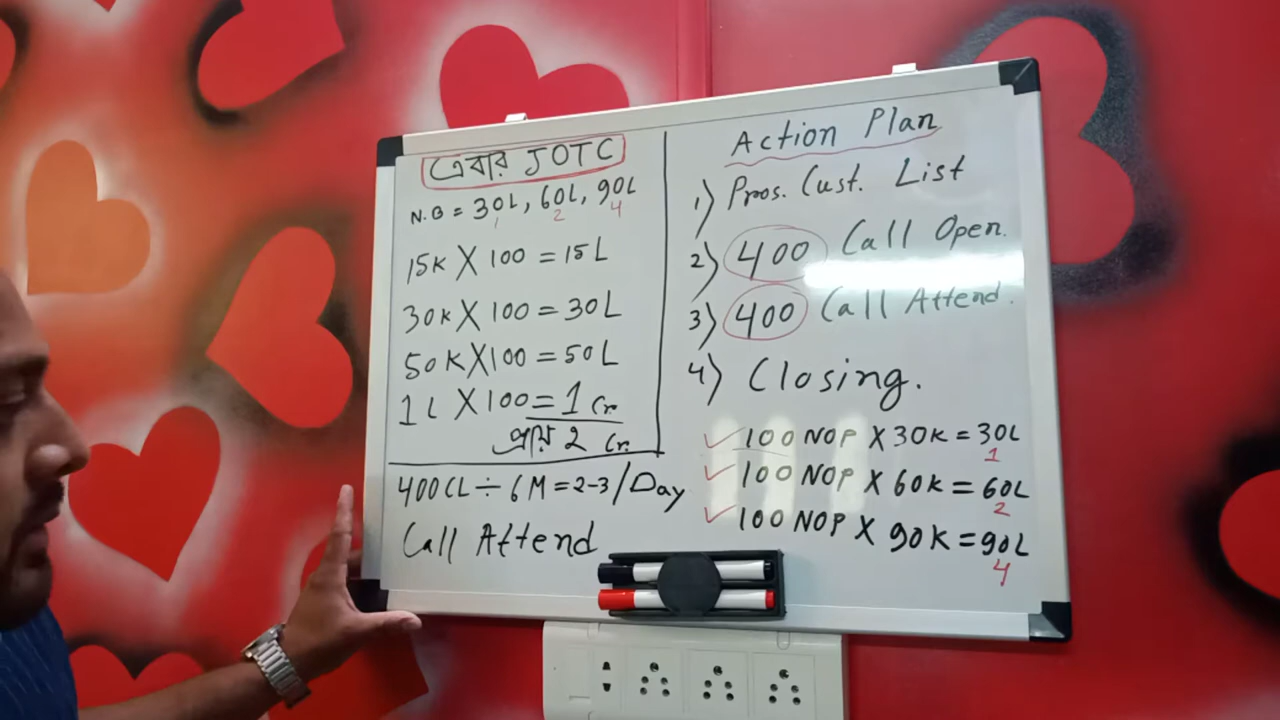 এবার JOTC
N.B = 30L, 60L, 90L
1 2 4
15K X 100 = 15L
30K X 100 = 30L
50K X 100 = 50L
1L X 100 = 1 Cr.
প্রায় 2 Cr.
400CL ÷ 6M = 2-3/Day
Call Attend
Action Plan
1) Pros. Cust. List
2) 400 Call Open.
3) 400 Call Attend.
4) Closing.
100 NOP X 30K = 30L
1
100 NOP X 60K = 60L
2
100 NOP X 90K = 90L
4